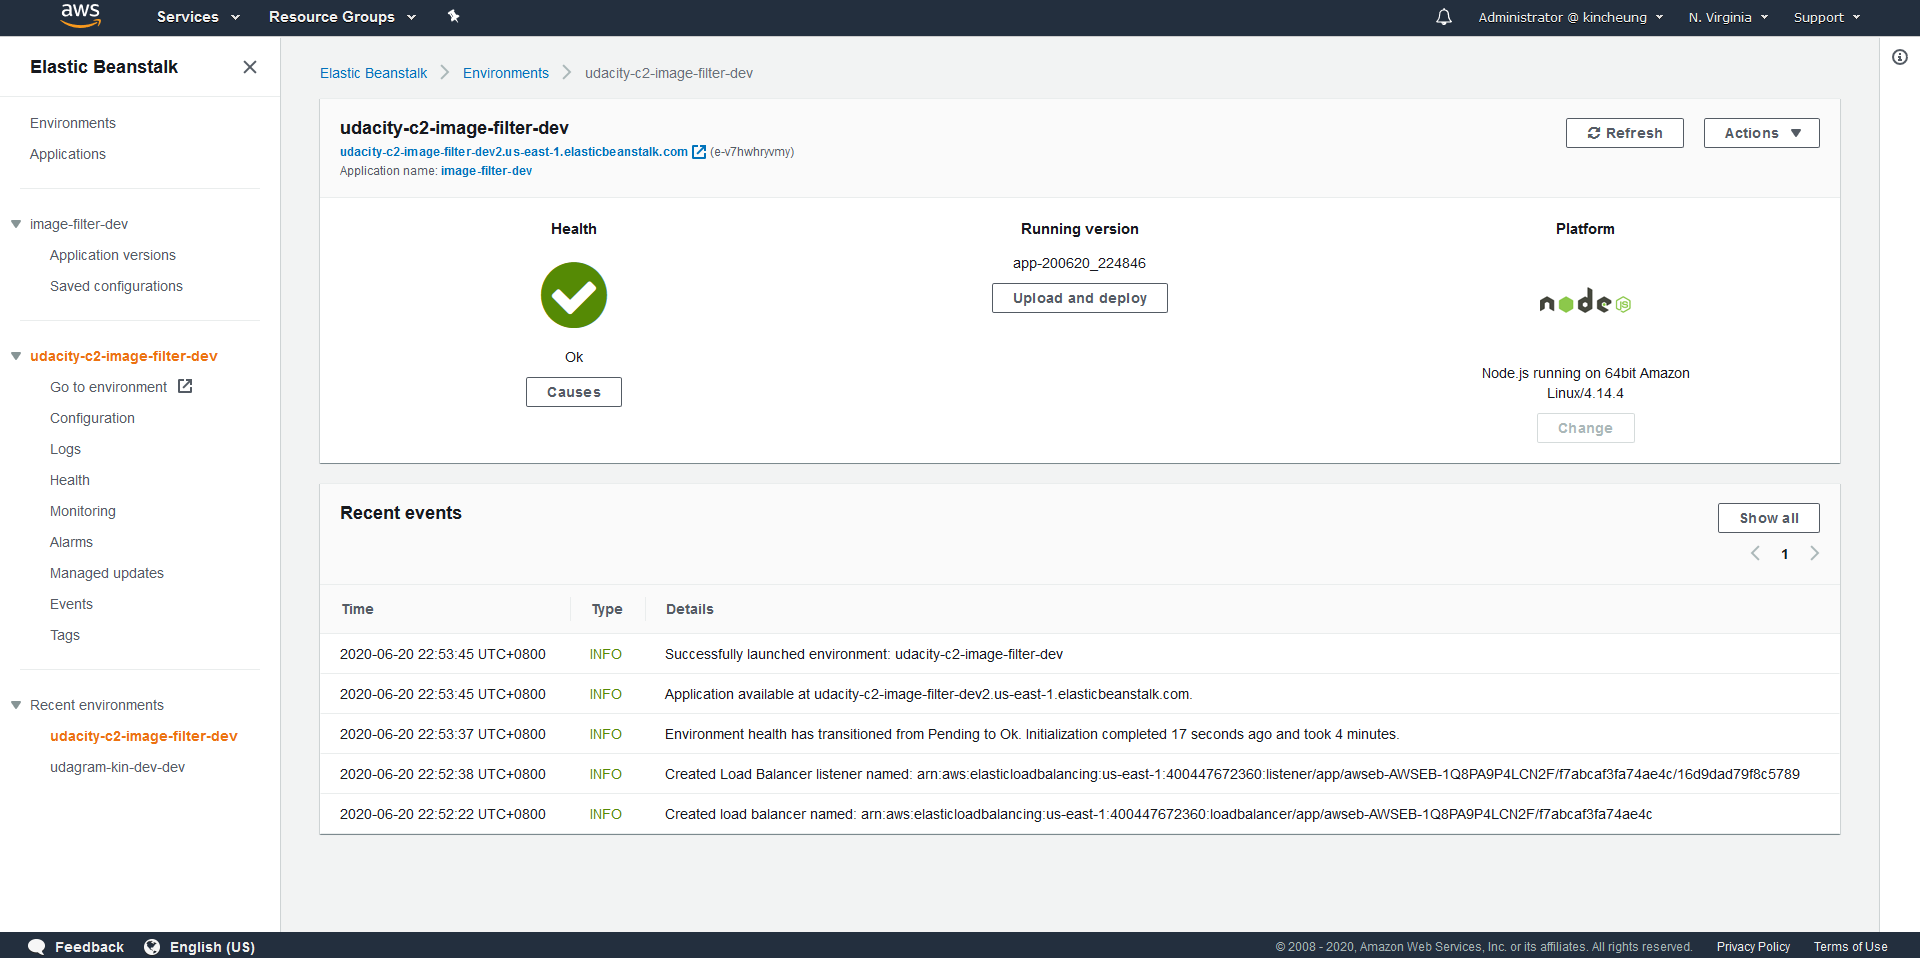 aws Services Resource Groups Administrator @ kincheung N. Virginia Support
Elastic Beanstalk
Environments
Applications
image-filter-dev
Application versions
Saved configurations
udacity-c2-image-filter-dev
Go to environment
Configuration
Logs
Health
Monitoring
Alarms
Managed updates
Events
Tags
Recent environments
udacity-c2-image-filter-dev
udagram-kin-dev-dev
Elastic Beanstalk Environments udacity-c2-image-filter-dev
udacity-c2-image-filter-dev
udacity-c2-image-filter-dev2.us-east-1.elasticbeanstalk.com (e-v7hwhryvmy)
Application name: image-filter-dev
Refresh Actions
Health
Ok
Causes
Running version
app-200620_224846
Upload and deploy
Platform
node JS
Node.js running on 64bit Amazon
Linux/4.14.4
Change
Recent events
Show all
1
Time Type Details
2020-06-20 22:53:45 UTC+0800 INFO Successfully launched environment: udacity-c2-image-filter-dev
2020-06-20 22:53:45 UTC+0800 INFO Application available at udacity-c2-image-filter-dev2.us-east-1.elasticbeanstalk.com.
2020-06-20 22:53:37 UTC+0800 INFO Environment health has transitioned from Pending to Ok. Initialization completed 17 seconds ago and took 4 minutes.
2020-06-20 22:52:38 UTC+0800 INFO Created Load Balancer listener named: arn:aws:elasticloadbalancing:us-east-1:400447672360:listener/app/awseb-AWSEB-1Q8PA9P4LCN2F/f7abcaf3fa74ae4c/16d9dad79f8c5789
2020-06-20 22:52:22 UTC+0800 INFO Created load balancer named: arn:aws:elasticloadbalancing:us-east-1:400447672360:loadbalancer/app/awseb-AWSEB-1Q8PA9P4LCN2F/f7abcaf3fa74ae4c
Feedback English (US) © 2008 - 2020, Amazon Web Services, Inc. or its affiliates. All rights reserved. Privacy Policy Terms of Use